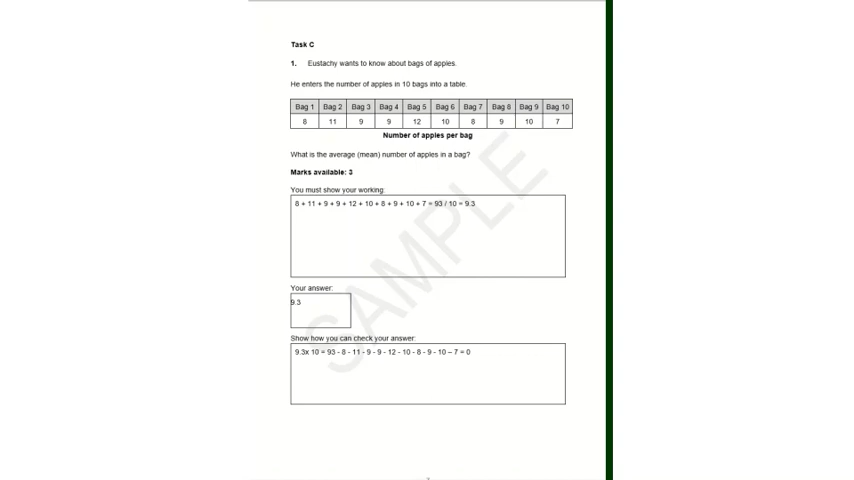 Task C
1. Eustachy wants to know about bags of apples.
He enters the number of apples in 10 bags into a table.
Bag 1 Bag 2 Bag 3 Bag 4 Bag 5 Bag 6 Bag 7 Bag 8 Bag 9 Bag 10
8 11 9 9 12 10 8 9 10 7
Number of apples per bag
What is the average (mean) number of apples in a bag?
Marks available: 3
You must show your working:
8 + 11 + 9 + 9 + 12 + 10 + 8 + 9 + 10 + 7 = 93 / 10 = 9.3
Your answer:
9.3
Show how you can check your answer:
9.3x 10 = 93 - 8 - 11 - 9 - 9 - 12 - 10 - 8 - 9 - 10 – 7 = 0
SAMPLE